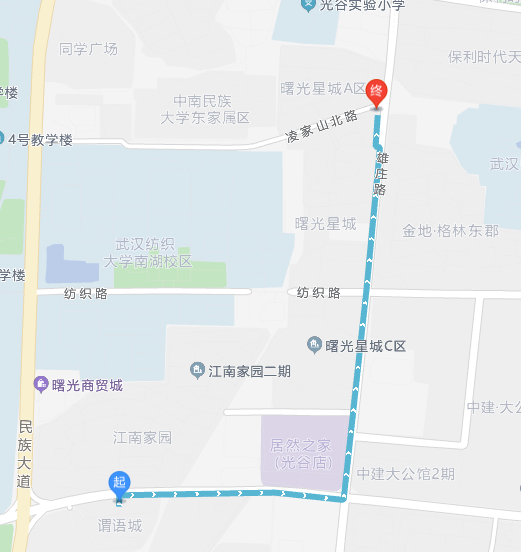 光谷实验小学
同学广场
保利时代天
曙光星城A区
终
中南民族
大学东家属区
凌家山北路
4号教学楼
雄庄路
武汉
曙光星城
金地·格林东郡
武汉纺织
大学南湖校区
学楼
纺织路
纺织路
曙光星城C区
江南家园二期
曙光商贸城
中建·大公
江南家园
居然之家
(光谷店)
民族大道
中建大公馆2期
起
谓语城